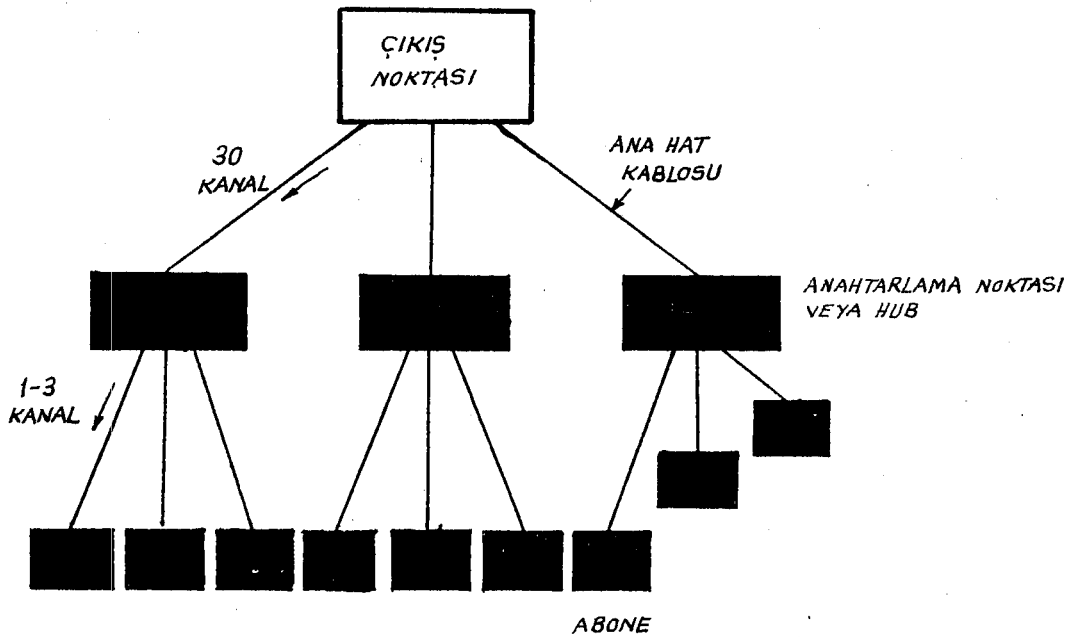 ÇIKIŞ
NOKTASI
30
KANAL
ANA HAT
KABLOSU
ANAHTARLAMA NOKTASI
VEYA HUB
1-3
KANAL
ABONE